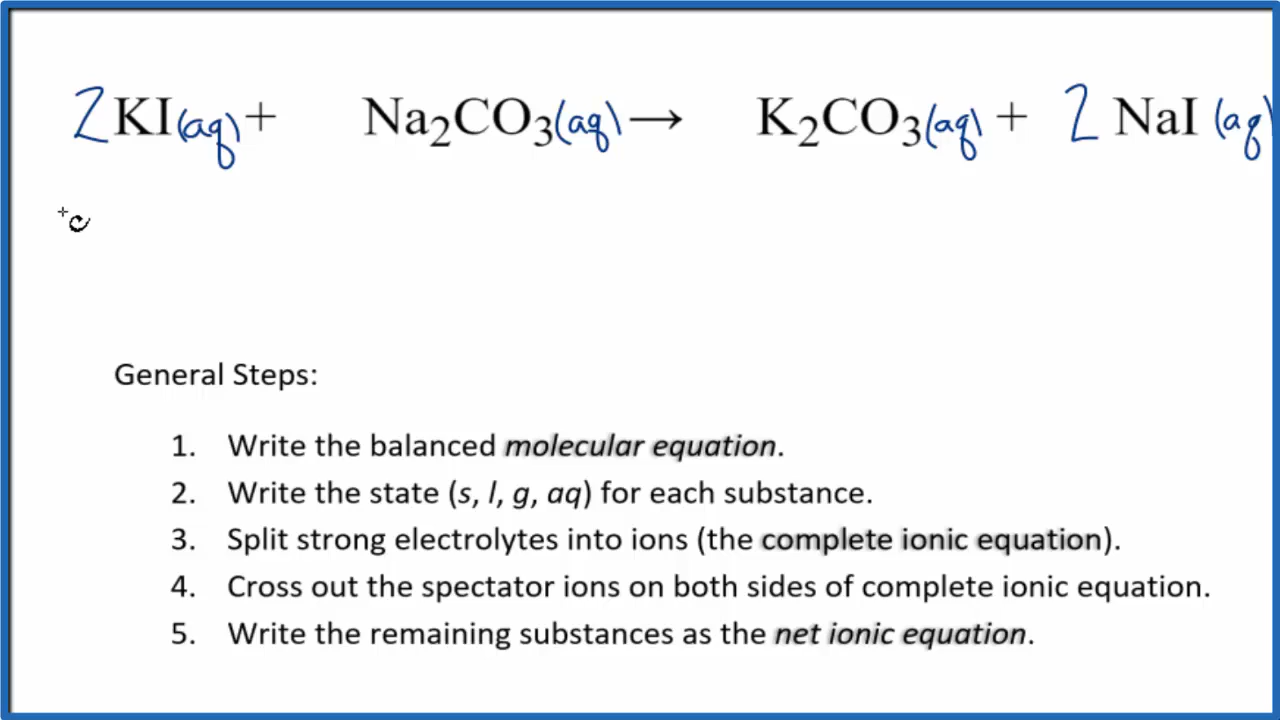 2 KI(aq) + Na₂CO₃(aq) → K₂CO₃(aq) + 2 NaI (aq)
General Steps:
1. Write the balanced molecular equation.
2. Write the state (s, l, g, aq) for each substance.
3. Split strong electrolytes into ions (the complete ionic equation).
4. Cross out the spectator ions on both sides of complete ionic equation.
5. Write the remaining substances as the net ionic equation.